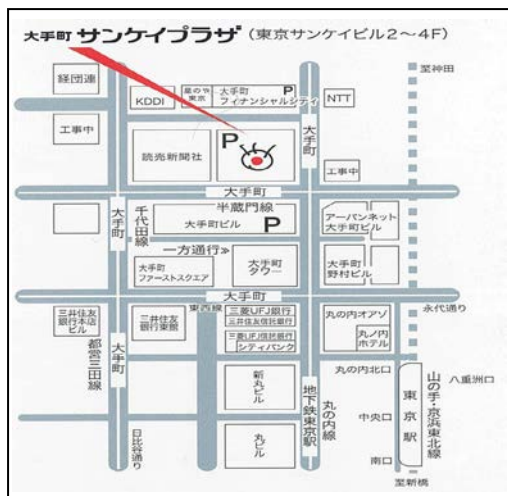 大手町 サンケイプラザ (東京サンケイビル2〜4F)
至神田
経団連
KDDI
星のや
東京
大手町
フィナンシャルシティ
P
NTT
工事中
読売新聞社
P
大手町
工事中
大手町
大手町
千代田線
半蔵門線
大手町ビル
P
アーバンネット
大手町ビル
一方通行≫
大手町
ファーストスクエア
大手町
タワー
大手町
野村ビル
大手町
永代通り
三井住友
銀行本店
ビル
三井住友
銀行東館
東西線
三菱UFJ銀行
三井住友信託銀行
三菱UFJ信託銀行
シティバンク
丸の内オアゾ
丸ノ内
ホテル
都営三田線
大手町
丸の内北口
八重洲口
新丸ビル
地下鉄東京駅
丸の内線
中央口
東京駅
山の手・京浜東北線
日比谷通り
丸ビル
南口
至新橋